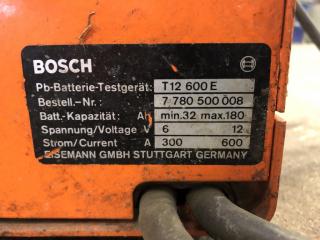 BOSCH
Pb-Batterie-Testgerät: T12 600 E
Bestell.-Nr.: 7 780 500 008
Batt.-Kapazität: Ah min.32 max.180
Spannung/Voltage V 6 12
Strom/Current A 300 600
EISEMANN GMBH STUTTGART GERMANY